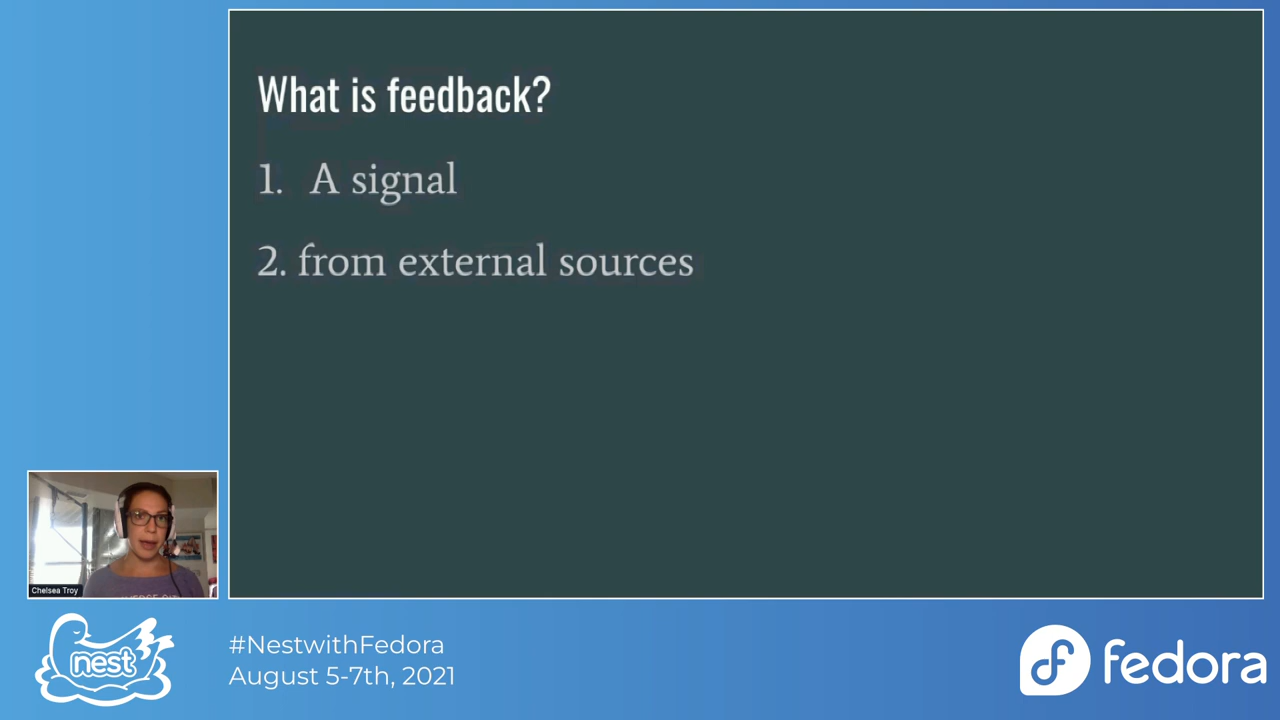 What is feedback?
1. A signal
2. from external sources
Chelsea Troy
nest
#NestwithFedora
August 5-7th, 2021
fedora